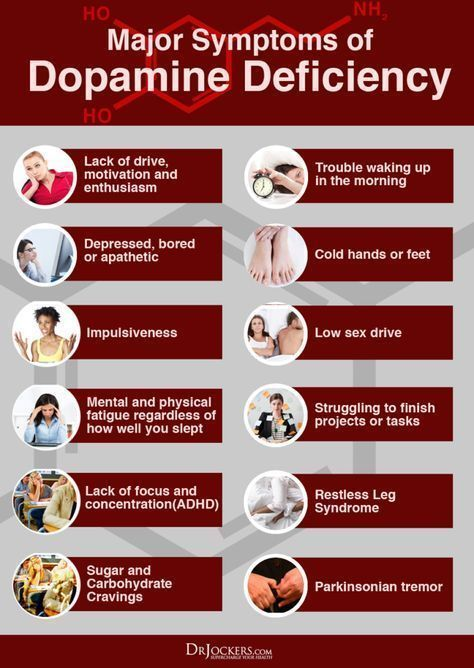 HO
NH₂
Major Symptoms of
Dopamine Deficiency
HO
Lack of drive,
motivation and
enthusiasm
Trouble waking up
in the morning
Depressed, bored
or apathetic
Cold hands or feet
Impulsiveness
Low sex drive
Mental and physical
fatigue regardless of
how well you slept
Struggling to finish
projects or tasks
Lack of focus and
concentration(ADHD)
Restless Leg
Syndrome
Sugar and
Carbohydrate
Cravings
Parkinsonian tremor
DRJOCKERS.COM
SUPERCHARGE YOUR HEALTH